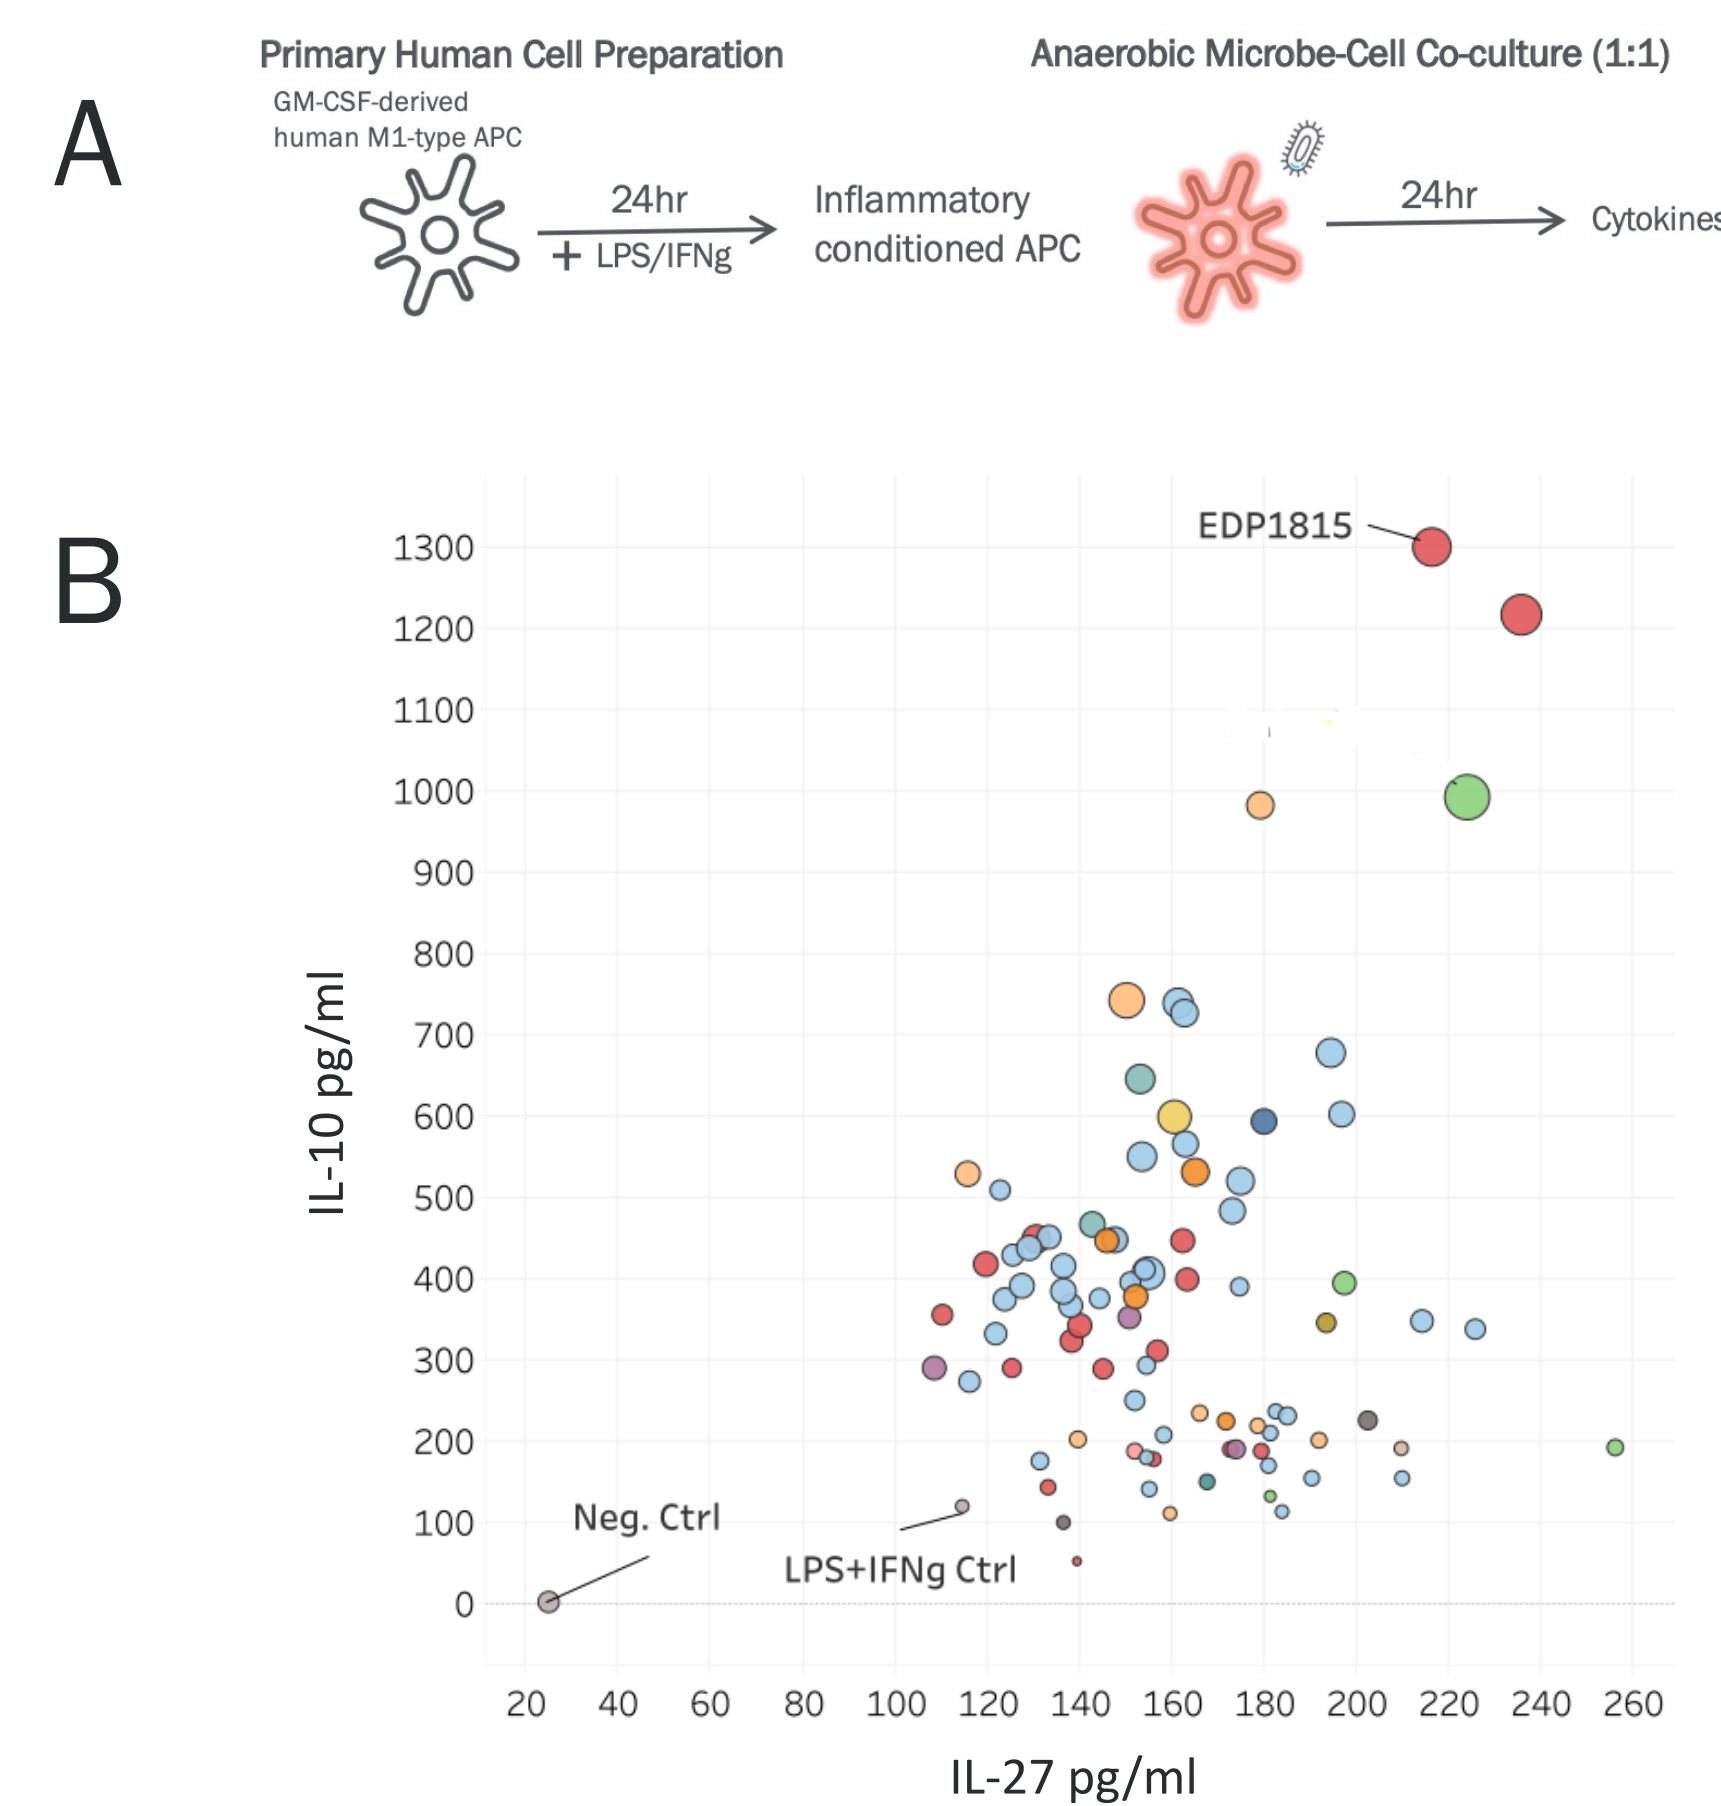 A
Primary Human Cell Preparation
GM-CSF-derived
human M1-type APC
24hr
+ LPS/IFNg
Inflammatory
conditioned APC
Anaerobic Microbe-Cell Co-culture (1:1)
24hr
Cytokines
B
EDP1815
1300
1200
1100
1000
900
800
700
600
500
400
300
200
100
0
IL-10 pg/ml
Neg. Ctrl
LPS+IFNg Ctrl
20 40 60 80 100 120 140 160 180 200 220 240 260
IL-27 pg/ml